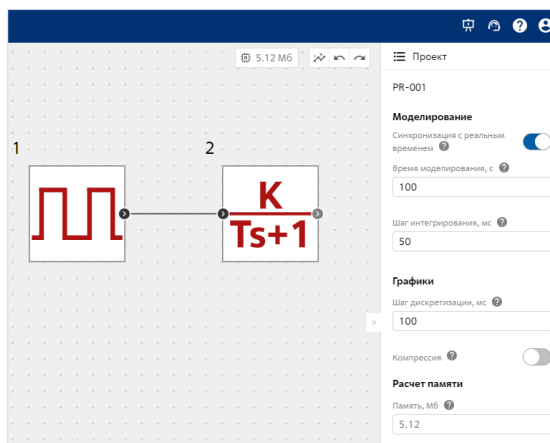 5.12 Мб
Проект
PR-001
Моделирование
Синхронизация с реальным
временем
Время моделирования, с
100
Шаг интегрирования, мс
50
Графики
Шаг дискретизации, мс
100
Компрессия
Расчет памяти
Память, Мб
5.12
1
2
K
Ts+1